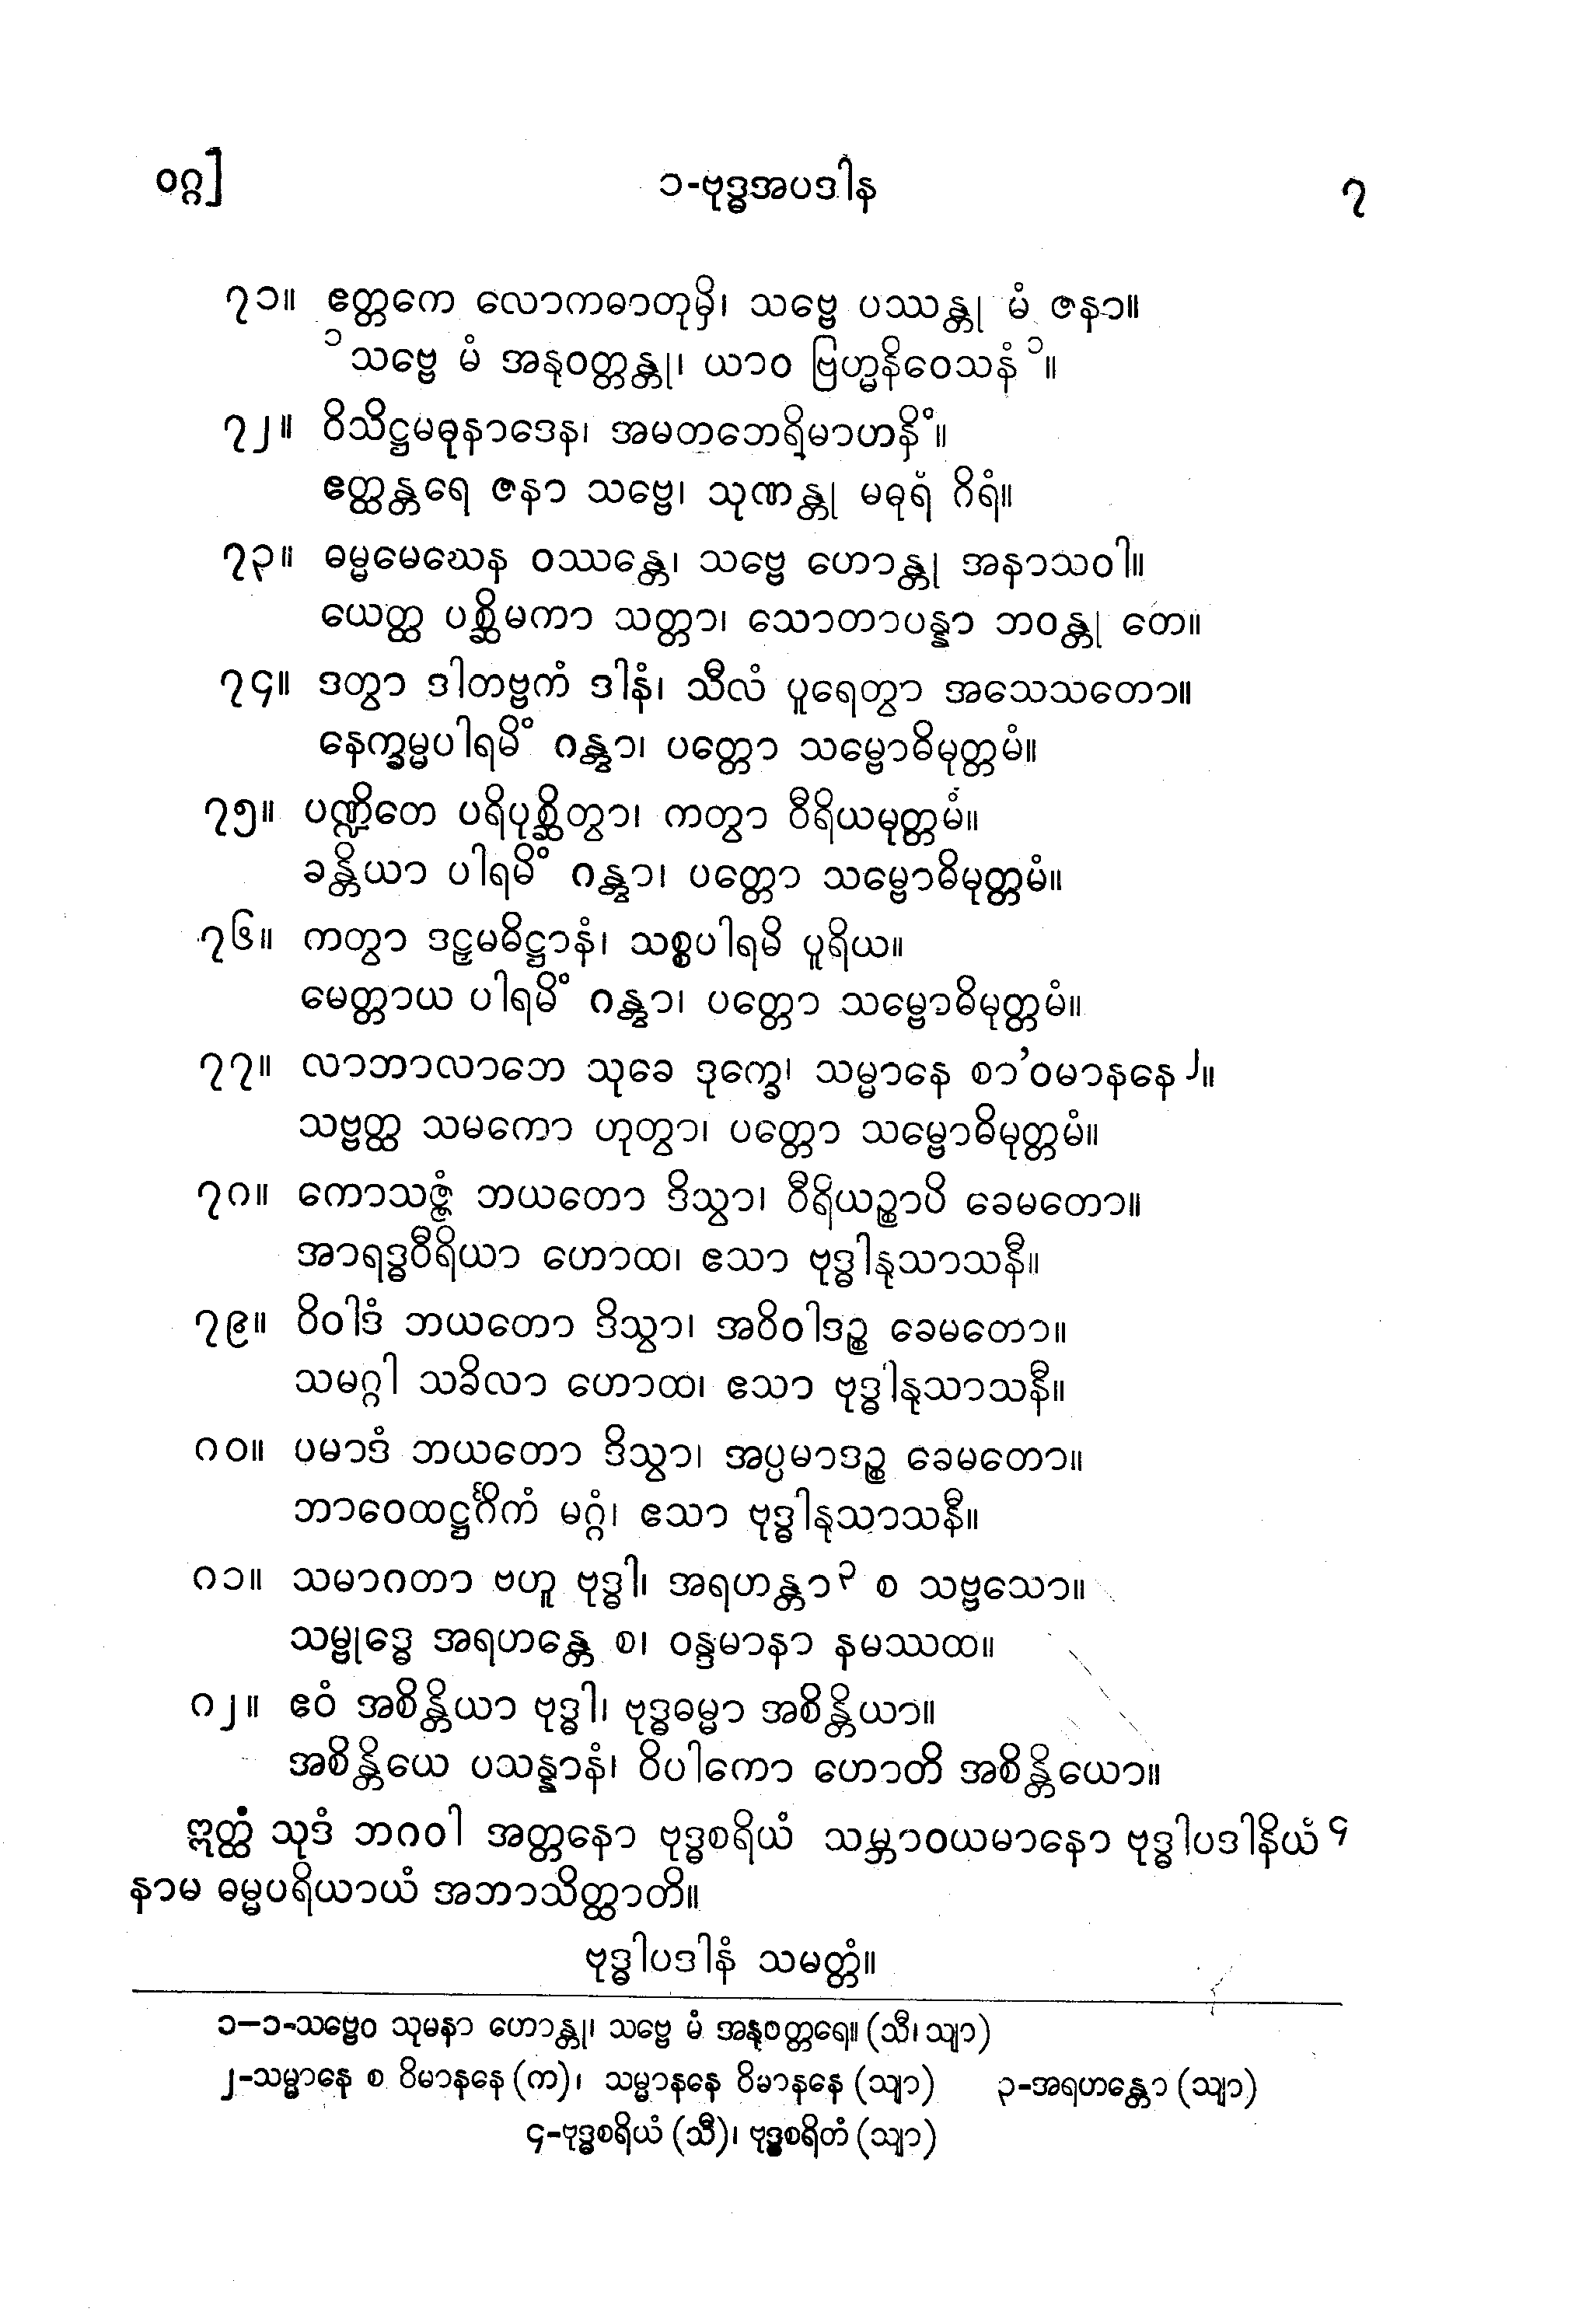 ဝဂ္ဂ]
၁-ဗုဒ္ဓအပဒါန
၇
၇၁။ ဧတ္တကေ လောကဓာတုမှိ၊ သဗ္ဗေ ပဿန္တု မံ ဇနာ။
၁သဗ္ဗေ မံ အနုဝတ္တန္တု၊ ယာဝ ဗြဟ္မနိဝေသနံ၁။
၇၂။ ဝိသိဋ္ဌမဓုနာဒေန၊ အမတဘေရိမာဟနိံ။
ဧတ္ထန္တရေ ဇနာ သဗ္ဗေ၊ သုဏန္တု မဓုရံ ဂိရံ။
၇၃။ ဓမ္မမေဃေန ဝဿန္တေ၊ သဗ္ဗေ ဟောန္တု အနာသဝါ။
ယေတ္ထ ပစ္ဆိမကာ သတ္တာ၊ သောတာပန္နာ ဘဝန္တု တေ။
၇၄။ ဒတွာ ဒါတဗ္ဗကံ ဒါနံ၊ သီလံ ပူရေတွာ အသေသတော။
နေက္ခမ္မပါရမိံ ဂန္တွာ၊ ပတ္တော သမ္ဗောဓိမုတ္တမံ။
၇၅။ ပဏ္ဍိတေ ပရိပုစ္ဆိတွာ၊ ကတွာ ဝီရိယမုတ္တမံ။
ခန္တိယာ ပါရမိံ ဂန္တွာ၊ ပတ္တော သမ္ဗောဓိမုတ္တမံ။
၇၆။ ကတွာ ဒဠှမဓိဋ္ဌာနံ၊ သစ္စပါရမိ ပူရိယ။
မေတ္တာယ ပါရမိံ ဂန္တွာ၊ ပတ္တော သမ္ဗောဓိမုတ္တမံ။
၇၇။ လာဘာလာဘေ သုခေ ဒုက္ခေ၊ သမ္မာနေ စာ’ဝမာနနေ၂။
သဗ္ဗတ္ထ သမကော ဟုတွာ၊ ပတ္တော သမ္ဗောဓိမုတ္တမံ။
၇၈။ ကောသဇ္ဇံ ဘယတော ဒိသွာ၊ ဝီရိယဉ္စာပိ ခေမတော။
အာရဒ္ဓဝီရိယာ ဟောထ၊ ဧသာ ဗုဒ္ဓါနုသာသနီ။
၇၉။ ဝိဝါဒံ ဘယတော ဒိသွာ၊ အဝိဝါဒဉ္စ ခေမတော။
သမဂ္ဂါ သခိလာ ဟောထ၊ ဧသာ ဗုဒ္ဓါနုသာသနီ။
၈၀။ ပမာဒံ ဘယတော ဒိသွာ၊ အပ္ပမာဒဉ္စ ခေမတော။
ဘာဝေထဋ္ဌင်္ဂိကံ မဂ္ဂံ၊ ဧသာ ဗုဒ္ဓါနုသာသနီ။
၈၁။ သမာဂတာ ဗဟူ ဗုဒ္ဓါ၊ အရဟန္တာ၃ စ သဗ္ဗသော။
သမ္ဗုဒ္ဓေ အရဟန္တေ စ၊ ဝန္ဒမာနာ နမဿထ။
၈၂။ ဧဝံ အစိန္တိယာ ဗုဒ္ဓါ၊ ဗုဒ္ဓဓမ္မာ အစိန္တိယာ။
အစိန္တိယေ ပသန္နာနံ၊ ဝိပါကော ဟောတိ အစိန္တိယော။
ဣတ္ထံ သုဒံ ဘဂဝါ အတ္တနော ဗုဒ္ဓစရိယံ သမ္ဘာဝယမာနော ဗုဒ္ဓါပဒါနိယံ၄
နာမ ဓမ္မပရိယာယံ အဘာသိတ္ထာတိ။
ဗုဒ္ဓါပဒါနံ သမတ္တံ။
၁−၁-သဗ္ဗေဝ သုမနာ ဟောန္တု၊ သဗ္ဗေ မံ အနုဝတ္တရေ။ (သီ၊ သျာ)
၂-သမ္မာနေ စ ဝိမာနနေ (က)၊ သမ္မာနနေ ဝိမာနနေ (သျာ) ၃-အရဟန္တော (သျာ)
၄-ဗုဒ္ဓစရိယံ (သီ)၊ ဗုဒ္ဓစရိတံ (သျာ)